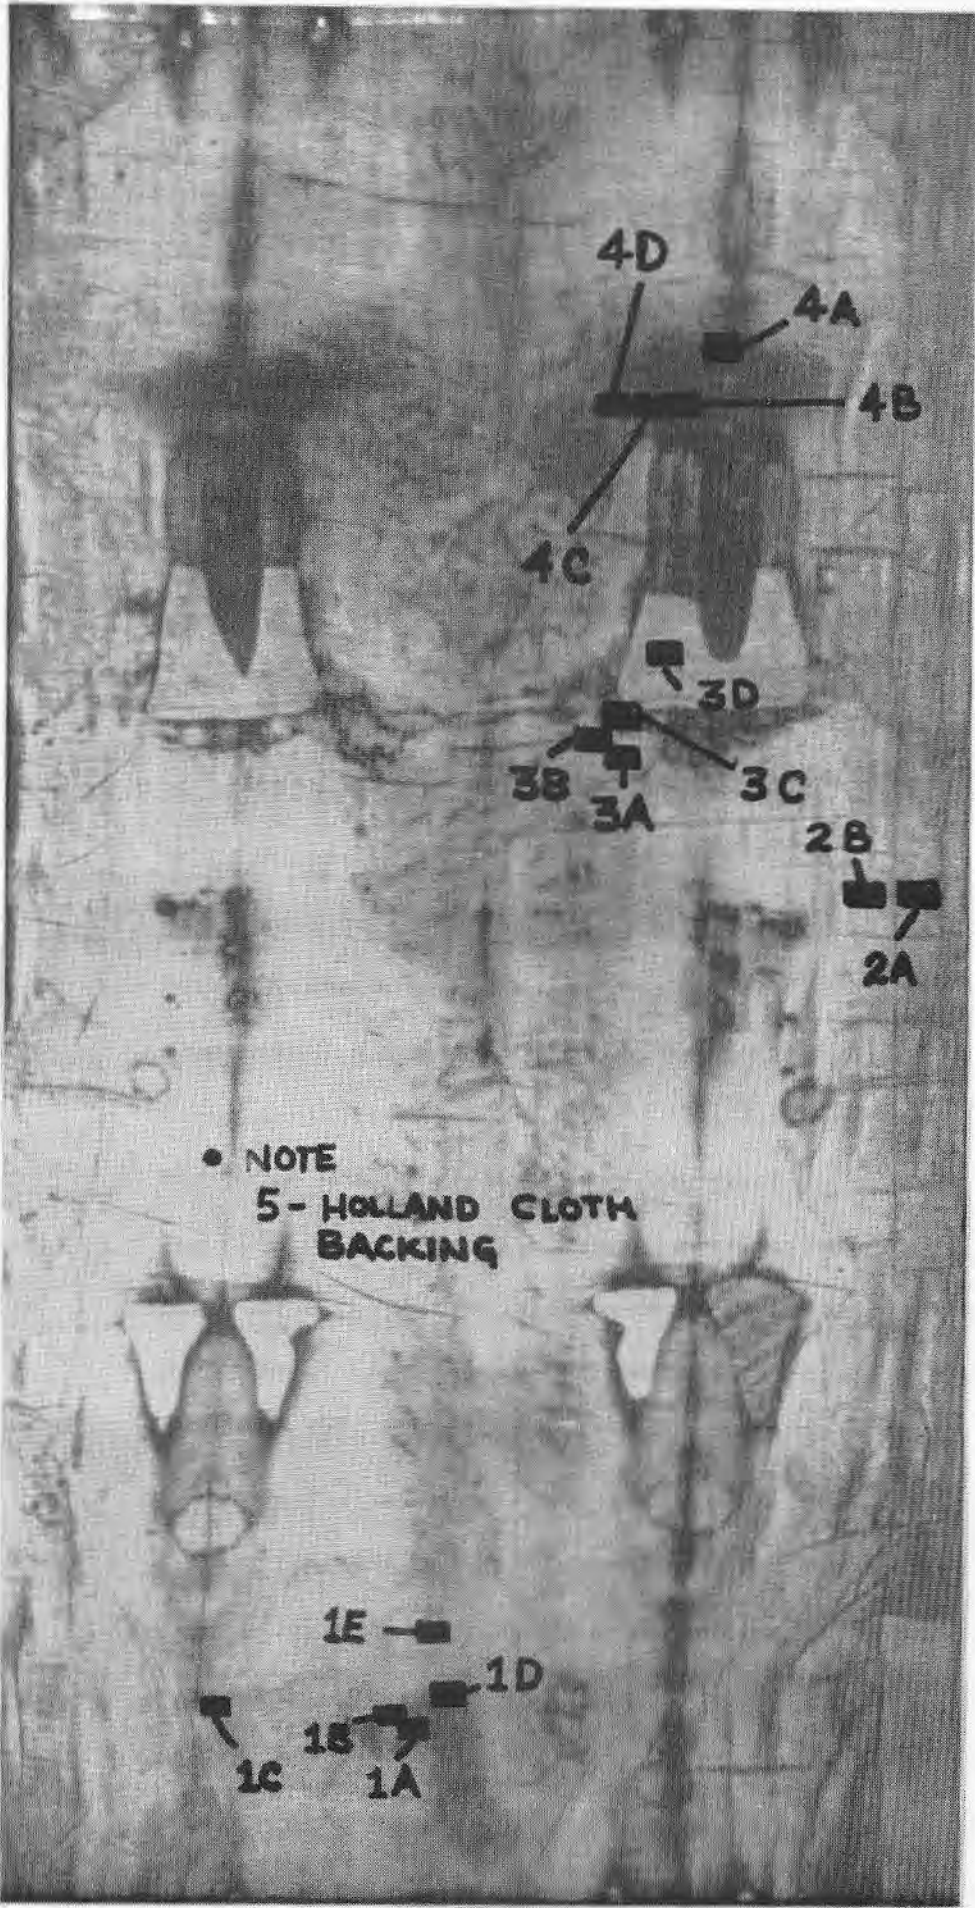 4D
4A
4B
4C
3D
3B
3C
3A
2B
2A
• NOTE
5 - HOLLAND CLOTH
BACKING
1E
1D
1B
1C
1A